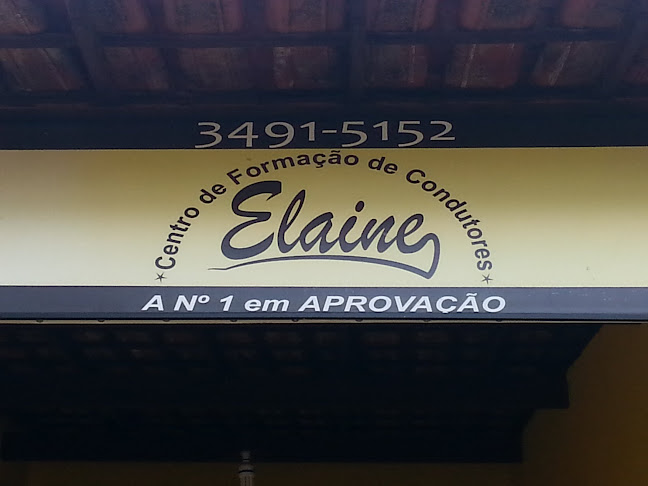 3491-5152
Centro de Formação de Condutores
Elaine
A Nº 1 em APROVAÇÃO